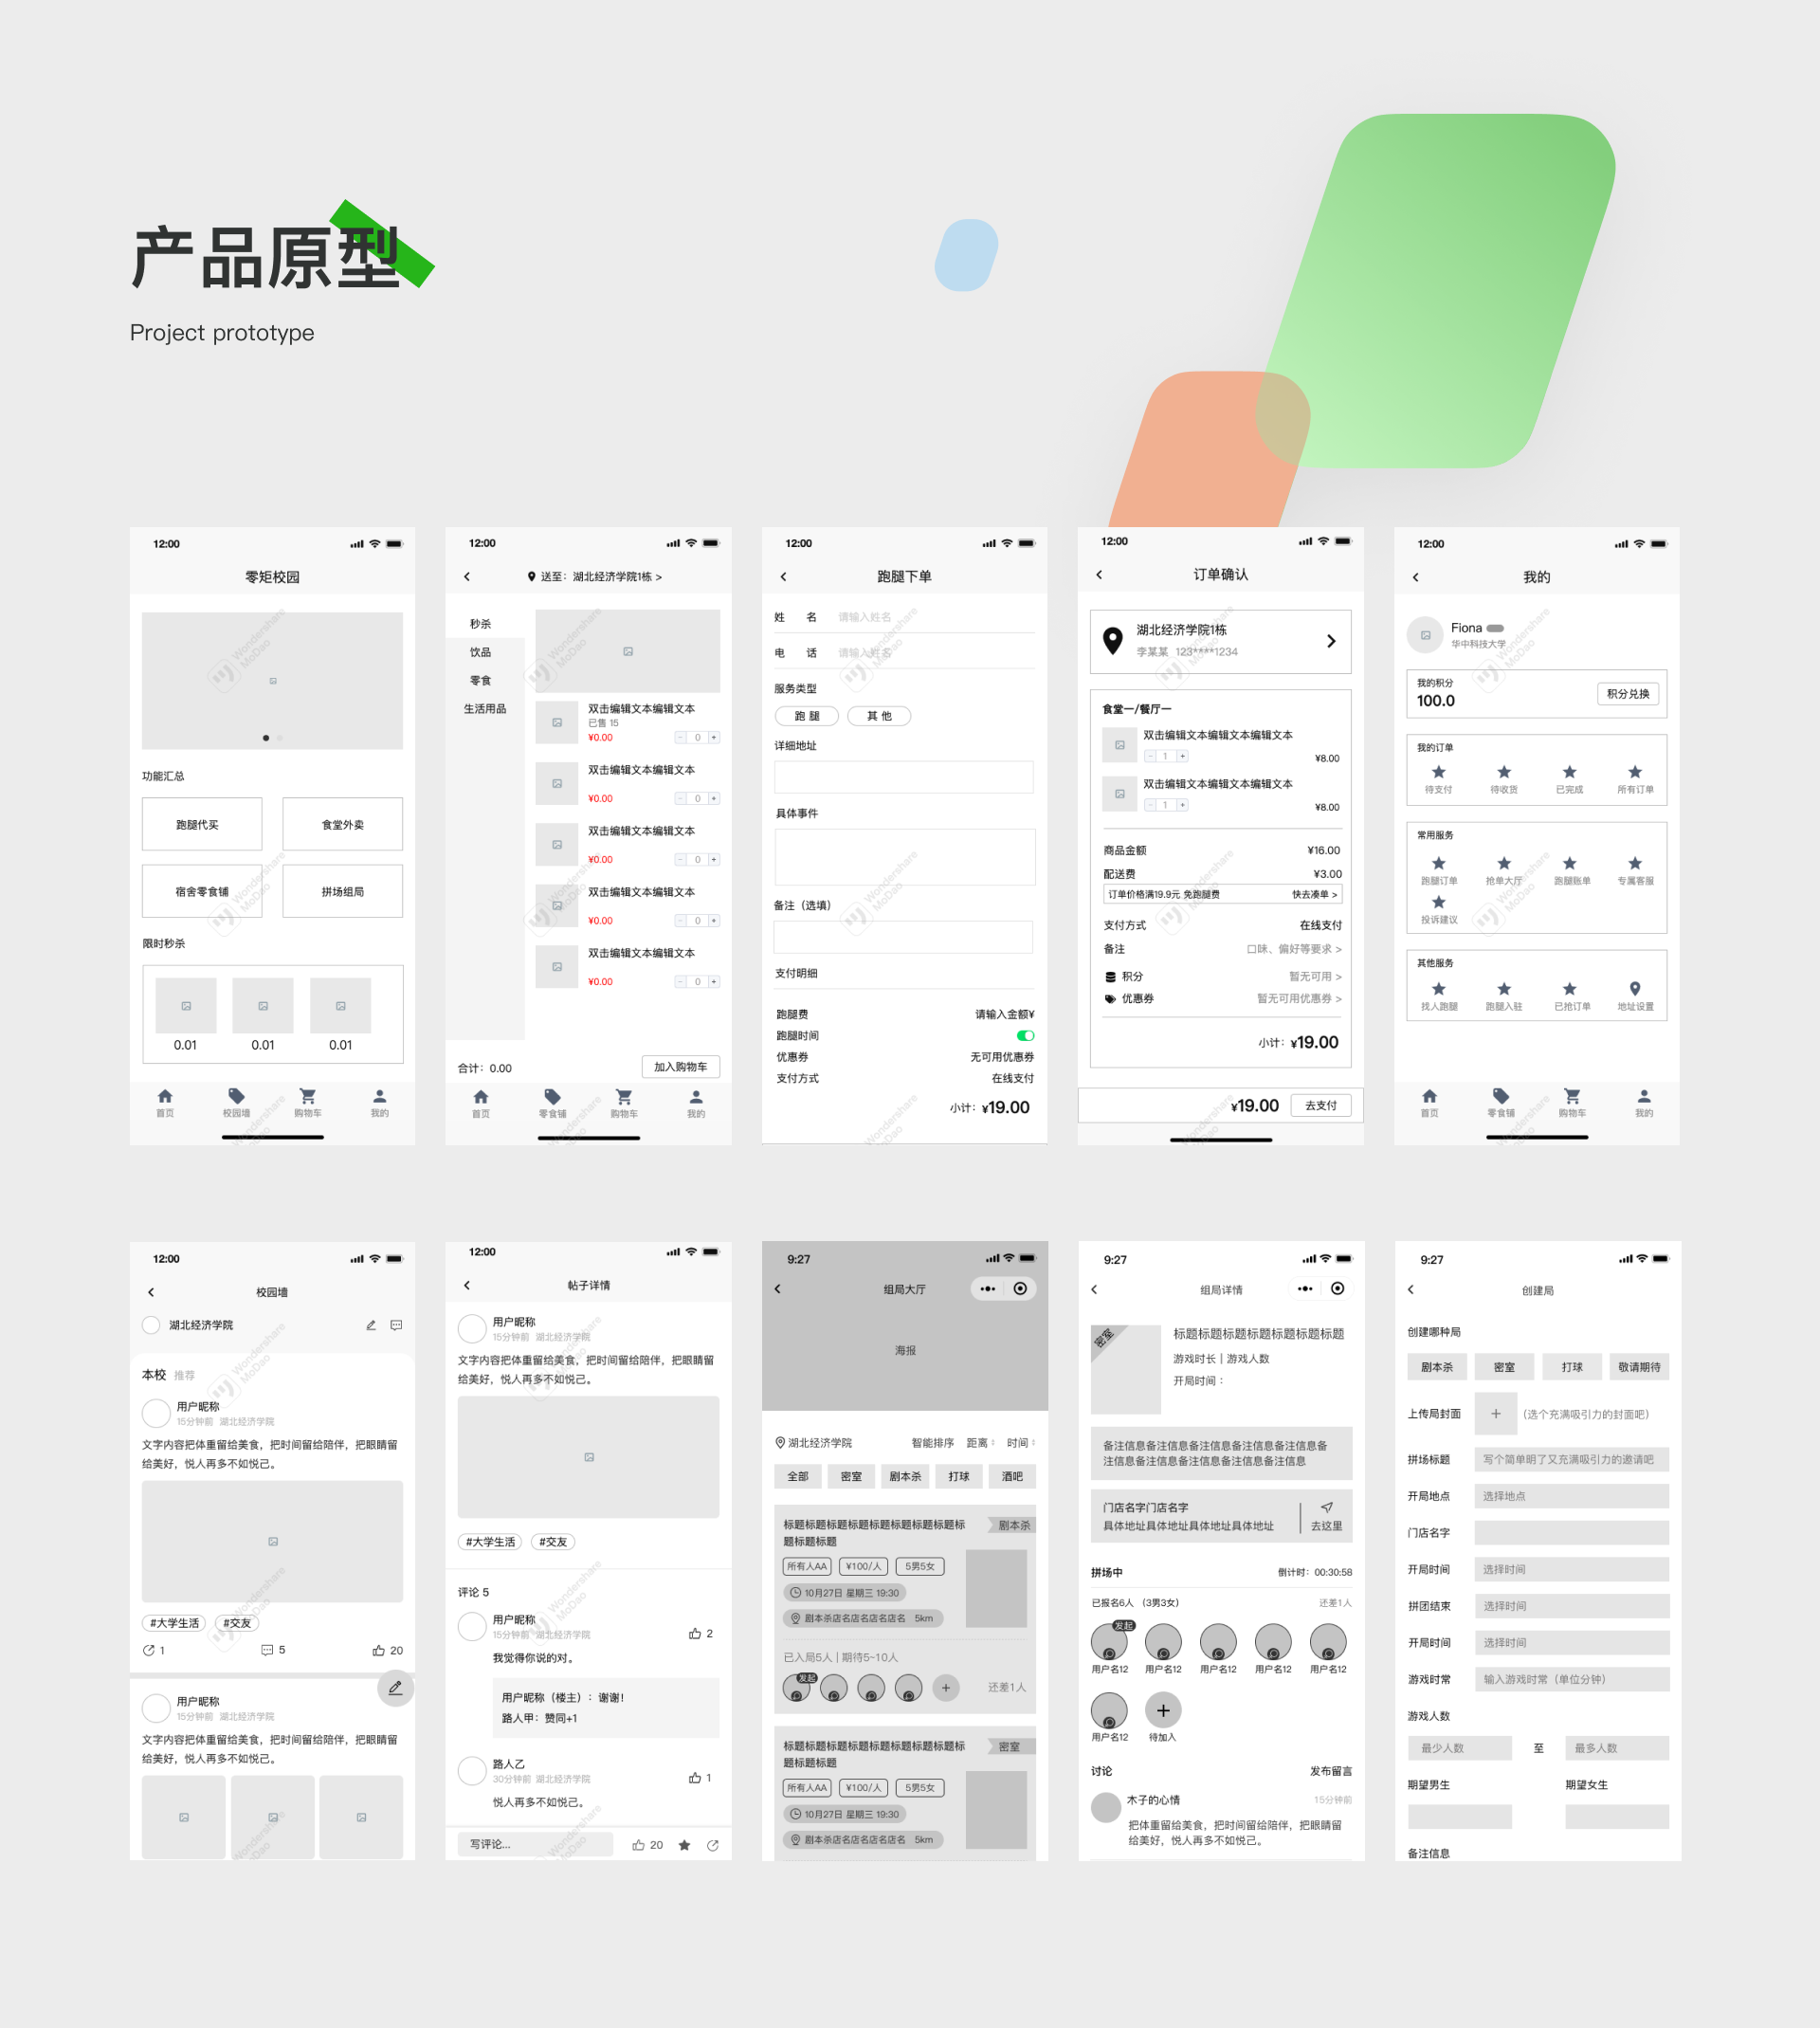 产品原型
Project prototype
12:00
零矩校园
功能汇总
跑腿代买
食堂外卖
宿舍零食铺
拼场组局
限时秒杀
0.01
0.01
0.01
首页
校园墙
购物车
我的
12:00
送至：湖北经济学院1栋 >
秒杀
饮品
零食
生活用品
双击编辑文本编辑文本
已售 15
¥0.00
- 0 +
双击编辑文本编辑文本
¥0.00
- 0 +
双击编辑文本编辑文本
¥0.00
- 0 +
双击编辑文本编辑文本
¥0.00
- 0 +
双击编辑文本编辑文本
¥0.00
- 0 +
合计：0.00
加入购物车
首页
零食铺
购物车
我的
12:00
跑腿下单
姓 名 请输入姓名
电 话 请输入姓名
服务类型
跑 腿
其 他
详细地址
具体事件
备注（选填）
支付明细
跑腿费 请输入金额¥
跑腿时间
优惠券 无可用优惠券
支付方式 在线支付
小计：¥19.00
12:00
订单确认
湖北经济学院1栋
李某某 123****1234
食堂一/餐厅一
双击编辑文本编辑文本编辑文本
- 1 +
¥8.00
双击编辑文本编辑文本编辑文本
- 1 +
¥8.00
商品金额 ¥16.00
配送费 ¥3.00
订单价格满19.9元 免跑腿费 快去凑单 >
支付方式 在线支付
备注 口味、偏好等要求 >
积分 暂无可用 >
优惠券 暂无可用优惠券 >
小计：¥19.00
¥19.00 去支付
12:00
我的
Fiona
华中科技大学
我的积分
100.0
积分兑换
我的订单
待支付
待收货
已完成
所有订单
常用服务
跑腿订单
抢单大厅
跑腿账单
专属客服
投诉建议
其他服务
找人跑腿
跑腿入驻
已抢订单
地址设置
首页
零食铺
购物车
我的
12:00
校园墙
湖北经济学院
本校 推荐
用户昵称
15分钟前 湖北经济学院
文字内容把体重留给美食，把时间留给陪伴，把眼睛留
给美好，悦人再多不如悦己。
#大学生活
#交友
1
5
20
用户昵称
15分钟前 湖北经济学院
文字内容把体重留给美食，把时间留给陪伴，把眼睛留
给美好，悦人再多不如悦己。
12:00
帖子详情
用户昵称
15分钟前 湖北经济学院
文字内容把体重留给美食，把时间留给陪伴，把眼睛留
给美好，悦人再多不如悦己。
#大学生活
#交友
评论 5
用户昵称
15分钟前 湖北经济学院
2
我觉得你说的对。
用户昵称（楼主）：谢谢！
路人甲：赞同+1
路人乙
30分钟前 湖北经济学院
1
悦人再多不如悦己。
写评论...
20
9:27
组局大厅
海报
湖北经济学院 智能排序 距离 时间
全部
密室
剧本杀
打球
酒吧
标题标题标题标题标题标题标题标题标
题标题标题
剧本杀
所有人AA
¥100/人
5男5女
10月27日 星期三 19:30
剧本杀店名店名店名店名 5km
已入局5人 | 期待5~10人
发起
+
还差1人
标题标题标题标题标题标题标题标题标
题标题标题
密室
所有人AA
¥100/人
5男5女
10月27日 星期三 19:30
剧本杀店名店名店名店名 5km
9:27
组局详情
密室
标题标题标题标题标题标题标题
游戏时长 | 游戏人数
开局时间：
备注信息备注信息备注信息备注信息备注信息备
注信息备注信息备注信息备注信息备注信息
门店名字门店名字
具体地址具体地址具体地址具体地址
去这里
拼场中 倒计时：00:30:58
已报名6人 （3男3女） 还差1人
发起
用户名12
用户名12
用户名12
用户名12
用户名12
用户名12
待加入
讨论 发布留言
木子的心情 15分钟前
把体重留给美食，把时间留给陪伴，把眼睛留
给美好，悦人再多不如悦己。
9:27
创建局
创建哪种局
剧本杀
密室
打球
敬请期待
上传局封面 + （选个充满吸引力的封面吧）
拼场标题 写个简单明了又充满吸引力的邀请吧
开局地点 选择地点
门店名字
开局时间 选择时间
拼团结束 选择时间
开局时间 选择时间
游戏时常 输入游戏时常（单位分钟）
游戏人数
最少人数 至 最多人数
期望男生 期望女生
备注信息
Wondershare
MoDao